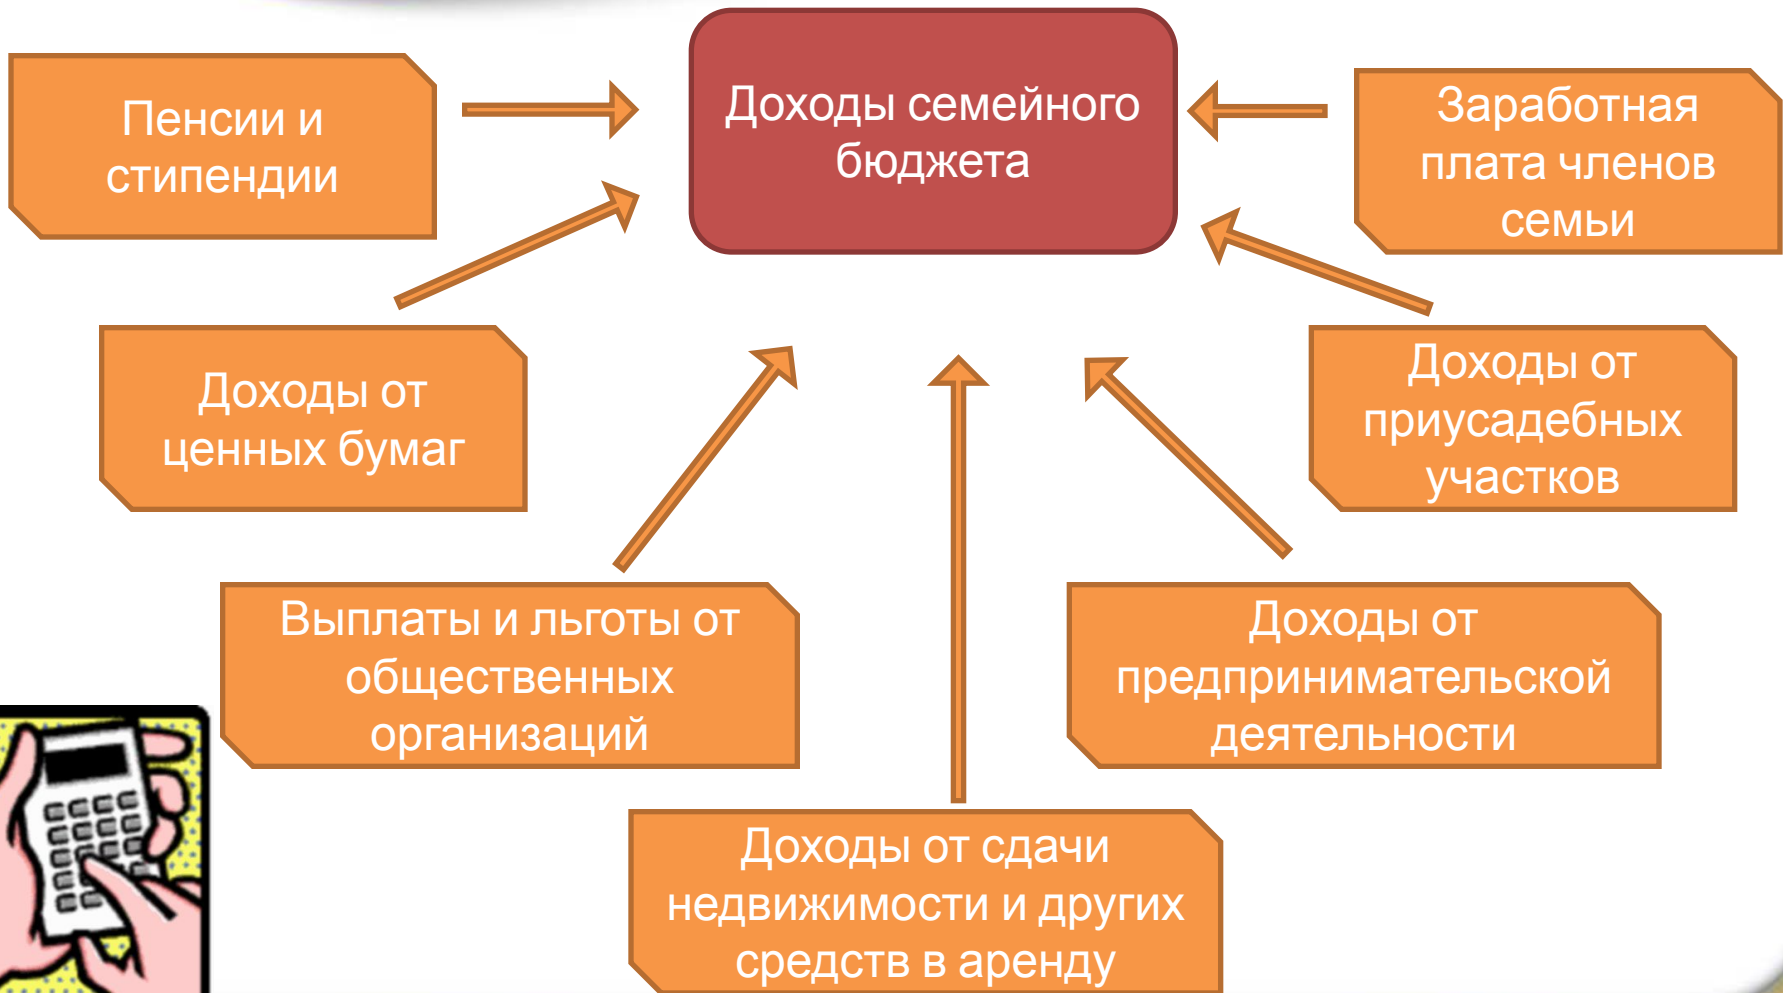 Доходы семейного
бюджета
Пенсии и
стипендии
Заработная
плата членов
семьи
Доходы от
ценных бумаг
Доходы от
приусадебных
участков
Выплаты и льготы от
общественных
организаций
Доходы от
предпринимательской
деятельности
Доходы от сдачи
недвижимости и других
средств в аренду